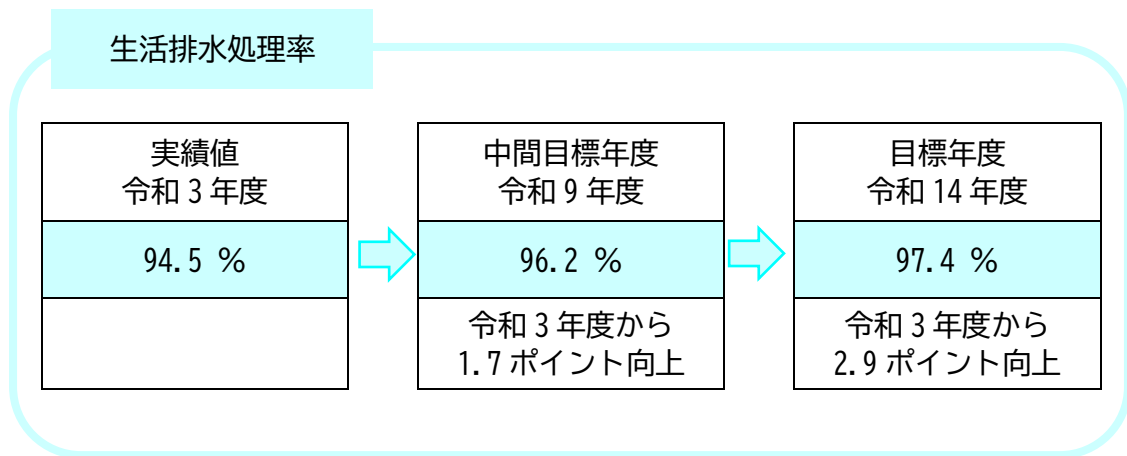 生活排水処理率
実績値
令和 3 年度
94.5 %
中間目標年度
令和 9 年度
96.2 %
令和 3 年度から
1.7 ポイント向上
目標年度
令和 14 年度
97.4 %
令和 3 年度から
2.9 ポイント向上